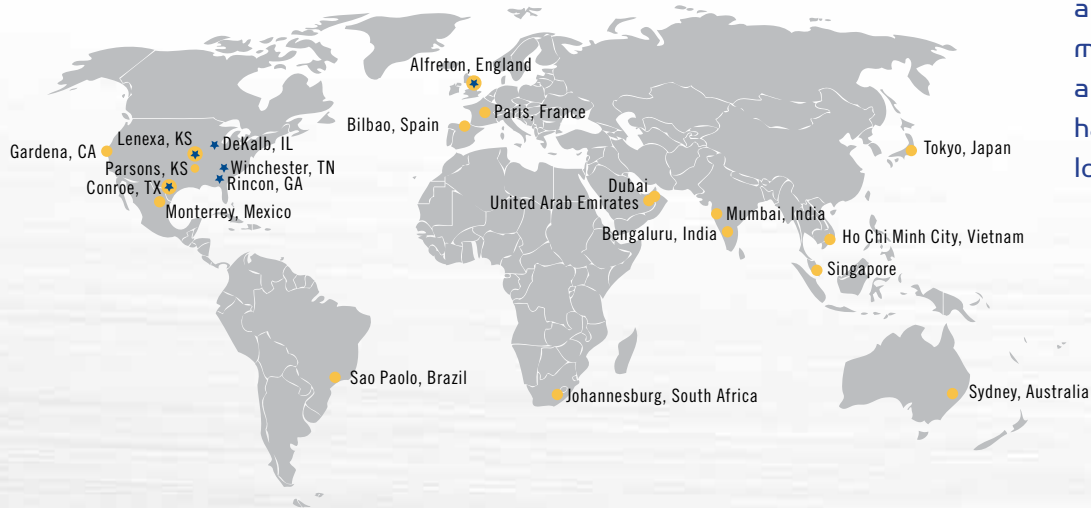 Alfreton, England
Paris, France
Bilbao, Spain
Lenexa, KS
DeKalb, IL
Gardena, CA
Parsons, KS
Winchester, TN
Conroe, TX
Rincon, GA
Monterrey, Mexico
Tokyo, Japan
Dubai
United Arab Emirates
Mumbai, India
Bengaluru, India
Ho Chi Minh City, Vietnam
Singapore
Sao Paolo, Brazil
Johannesburg, South Africa
Sydney, Australia